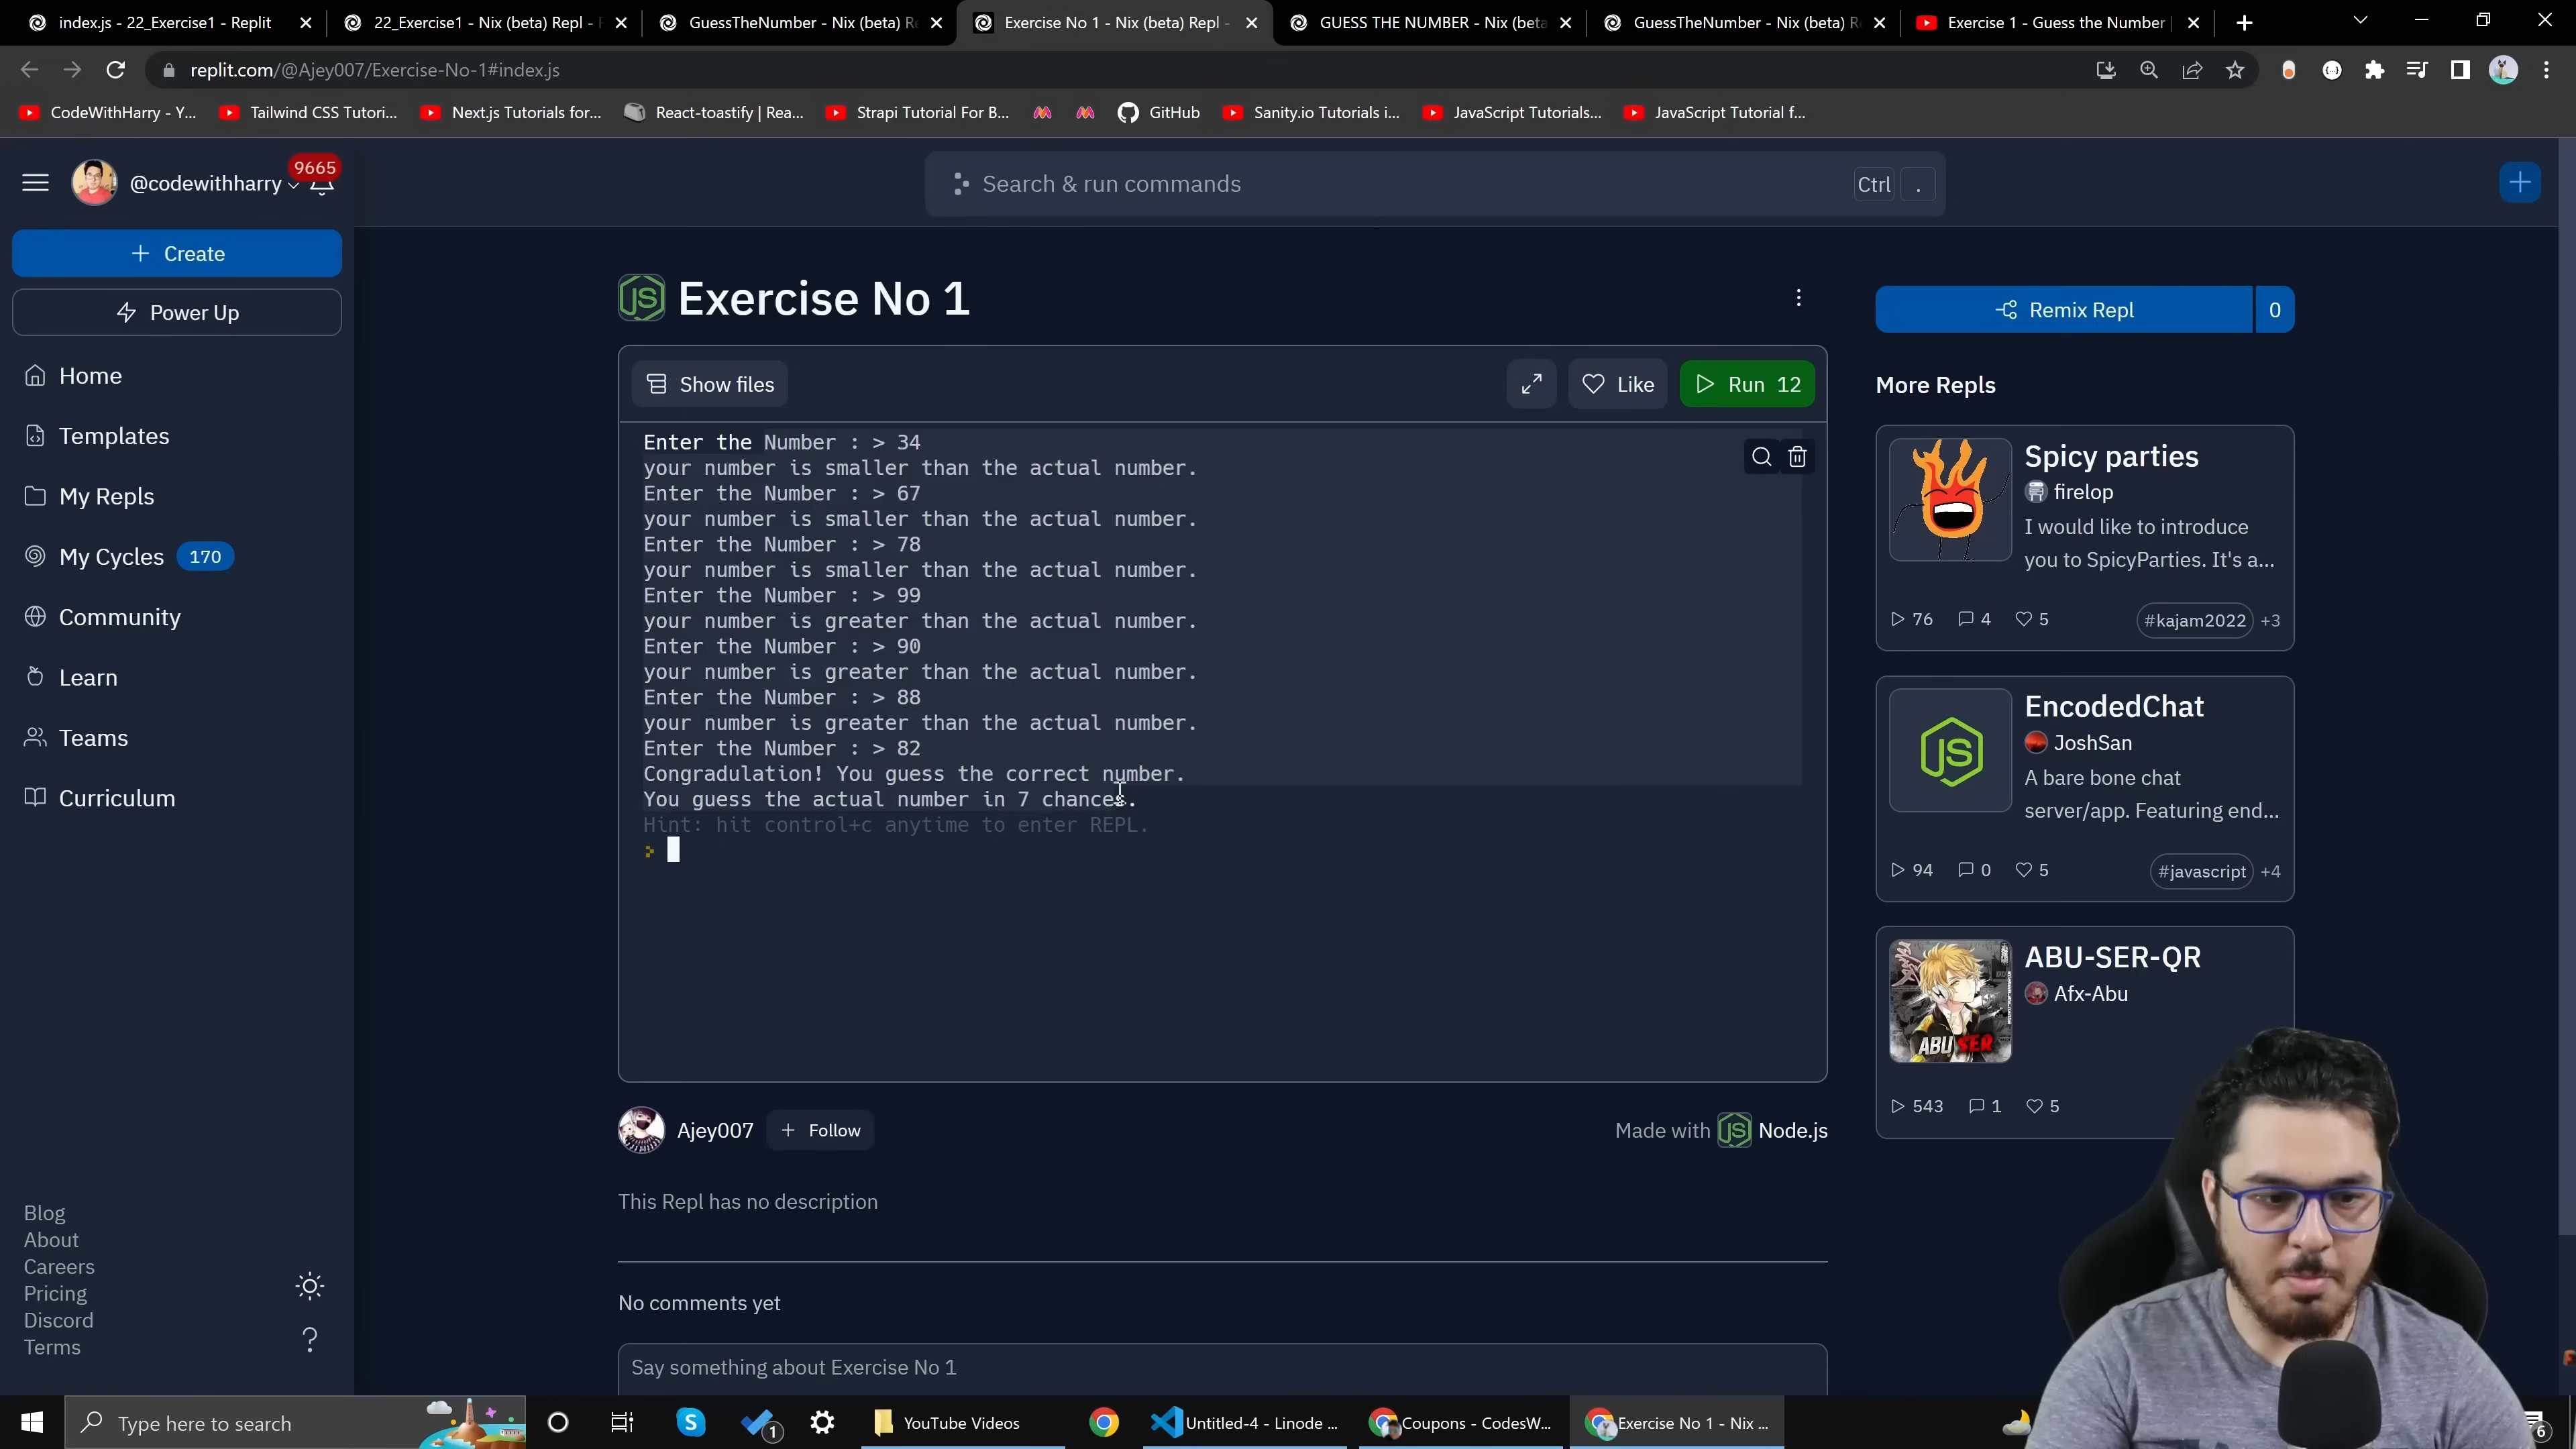 index.js - 22_Exercise1 - Replit
22_Exercise1 - Nix (beta) Repl -
GuessTheNumber - Nix (beta) Re
Exercise No 1 - Nix (beta) Repl -
GUESS THE NUMBER - Nix (beta
GuessTheNumber - Nix (beta) Re
Exercise 1 - Guess the Number |
replit.com/@Ajey007/Exercise-No-1#index.js
CodeWithHarry - Y...
Tailwind CSS Tutori...
Next.js Tutorials for...
React-toastify | Rea...
Strapi Tutorial For B...
GitHub
Sanity.io Tutorials i...
JavaScript Tutorials...
JavaScript Tutorial f...
@codewithharry
9665
Search & run commands
Ctrl .
+ Create
Power Up
Home
Templates
My Repls
My Cycles 170
Community
Learn
Teams
Curriculum
Blog
About
Careers
Pricing
Discord
Terms
JS Exercise No 1
Show files
Like
Run 12
Enter the Number : > 34
your number is smaller than the actual number.
Enter the Number : > 67
your number is smaller than the actual number.
Enter the Number : > 78
your number is smaller than the actual number.
Enter the Number : > 99
your number is greater than the actual number.
Enter the Number : > 90
your number is greater than the actual number.
Enter the Number : > 88
your number is greater than the actual number.
Enter the Number : > 82
Congradulation! You guess the correct number.
You guess the actual number in 7 chances.
Hint: hit control+c anytime to enter REPL.
>
Ajey007
+ Follow
Made with JS Node.js
This Repl has no description
No comments yet
Say something about Exercise No 1
Remix Repl 0
More Repls
Spicy parties
firelop
I would like to introduce
you to SpicyParties. It's a...
76 4 5 #kajam2022 +3
JS
EncodedChat
JoshSan
A bare bone chat
server/app. Featuring end...
94 0 5 #javascript +4
ABU SER
ABU-SER-QR
Afx-Abu
543 1 5
Type here to search
1
YouTube Videos
Untitled-4 - Linode ...
Coupons - CodesW...
Exercise No 1 - Nix ...
6